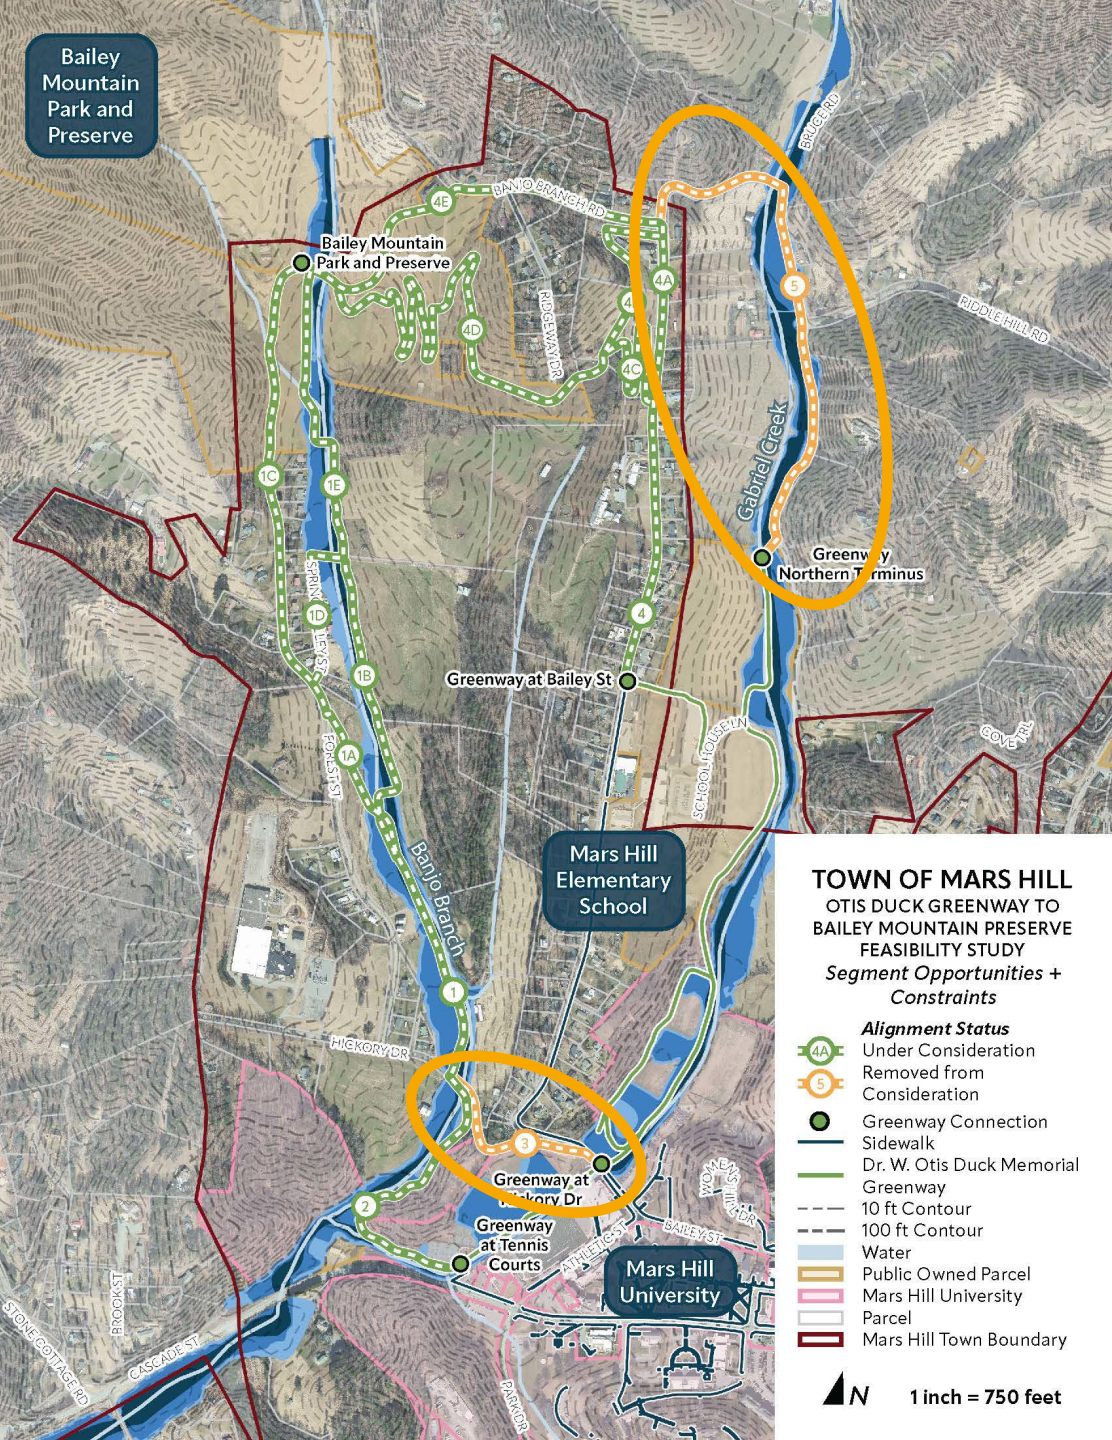 Bailey
Mountain
Park and
Preserve
BRUCE RD
4E
BANJO BRANCH RD
Bailey Mountain
Park and Preserve
4A
5
4
RIDGEWAY DR
RIDDLE HILL RD
4D
4C
Gabriel Creek
1C
1E
Greenway
Northern Terminus
1D
4
1B
Greenway at Bailey St
SCHOOL HOUSE LN
COVE TRL
1A
FOREST ST
Mars Hill
Elementary
School
Banjo Branch
1
HICKORY DR
3
Greenway at
Hickory Dr
2
Greenway
at Tennis
Courts
ATHLETIC ST
BAILEY ST
Mars Hill
University
BROOK ST
STONE COTTAGE RD
CASCADE ST
PARK DR
TOWN OF MARS HILL
OTIS DUCK GREENWAY TO
BAILEY MOUNTAIN PRESERVE
FEASIBILITY STUDY
Segment Opportunities +
Constraints
Alignment Status
4A Under Consideration
5 Removed from
Consideration
Greenway Connection
Sidewalk
Dr. W. Otis Duck Memorial
Greenway
10 ft Contour
100 ft Contour
Water
Public Owned Parcel
Mars Hill University
Parcel
Mars Hill Town Boundary
N
1 inch = 750 feet